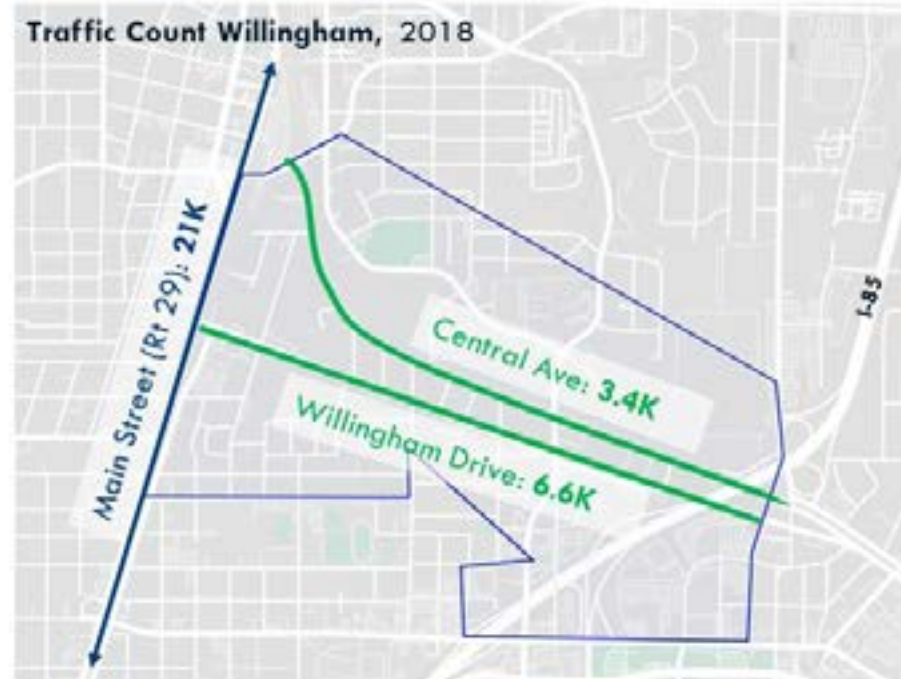 Traffic Count Willingham, 2018
Main Street (Rt 29): 21K
I-85
Central Ave: 3.4K
Willingham Drive: 6.6K